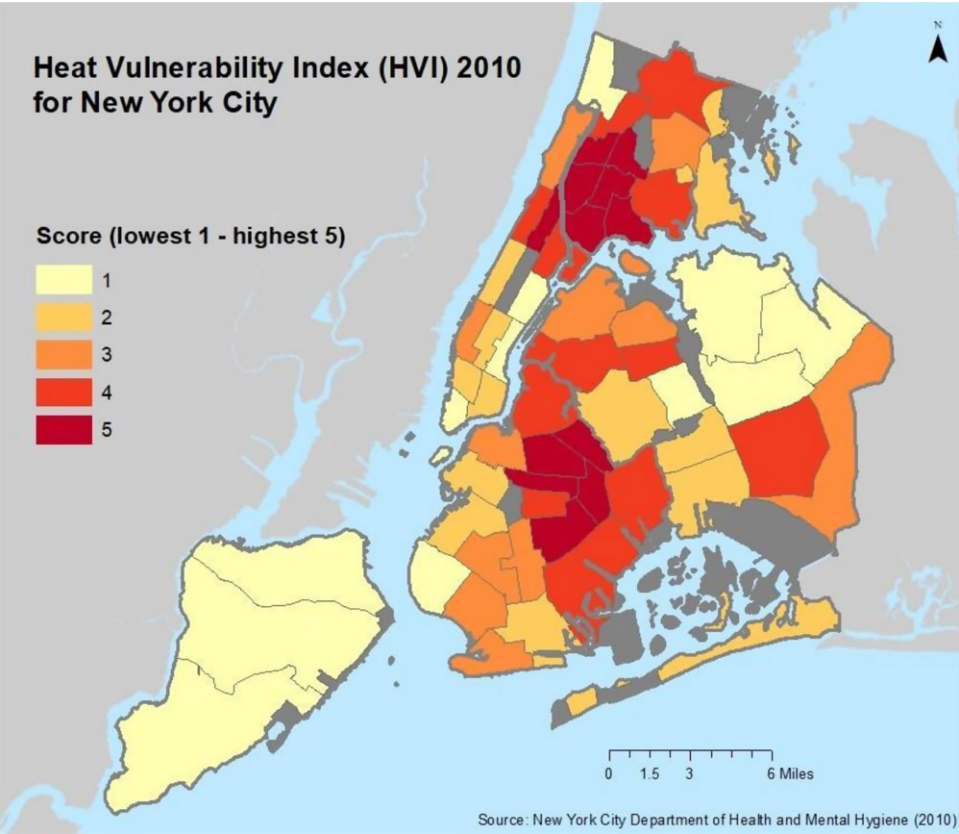 N
Heat Vulnerability Index (HVI) 2010
for New York City
Score (lowest 1 - highest 5)
1
2
3
4
5
0 1.5 3 6 Miles
Source: New York City Department of Health and Mental Hygiene (2010)